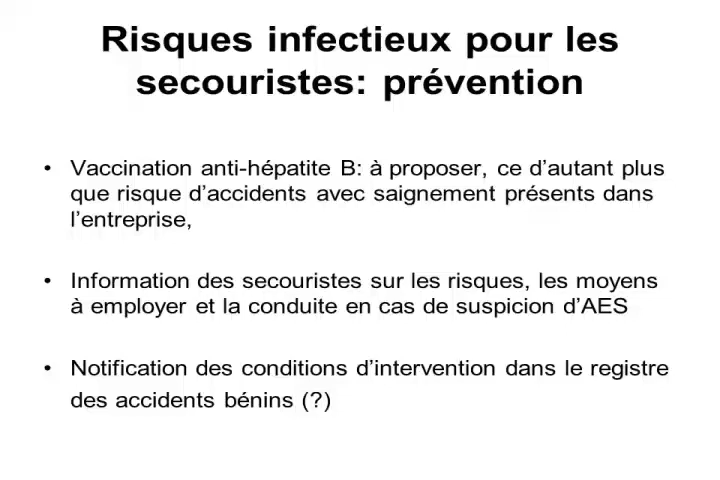 Risques infectieux pour les
secouristes: prévention
• Vaccination anti-hépatite B: à proposer, ce d’autant plus
que risque d’accidents avec saignement présents dans
l’entreprise,
• Information des secouristes sur les risques, les moyens
à employer et la conduite en cas de suspicion d’AES
• Notification des conditions d’intervention dans le registre
des accidents bénins (?)